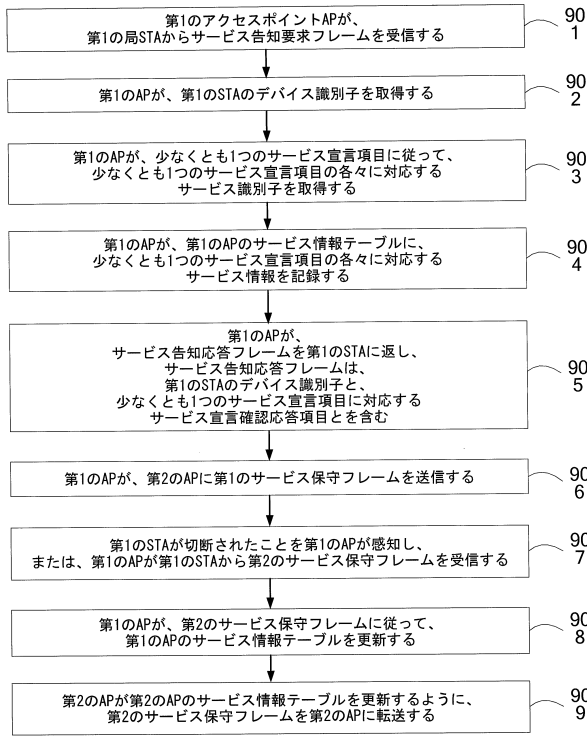 第1のアクセスポイントAPが、
第1の局STAからサービス告知要求フレームを受信する
90
1
第1のAPが、第1のSTAのデバイス識別子を取得する
90
2
第1のAPが、少なくとも1つのサービス宣言項目に従って、
少なくとも1つのサービス宣言項目の各々に対応する
サービス識別子を取得する
90
3
第1のAPが、第1のAPのサービス情報テーブルに、
少なくとも1つのサービス宣言項目の各々に対応する
サービス情報を記録する
90
4
第1のAPが、
サービス告知応答フレームを第1のSTAに返し、
サービス告知応答フレームは、
第1のSTAのデバイス識別子と、
少なくとも1つのサービス宣言項目に対応する
サービス宣言確認応答項目とを含む
90
5
第1のAPが、第2のAPに第1のサービス保守フレームを送信する
90
6
第1のSTAが切断されたことを第1のAPが感知し、
または、第1のAPが第1のSTAから第2のサービス保守フレームを受信する
90
7
第1のAPが、第2のサービス保守フレームに従って、
第1のAPのサービス情報テーブルを更新する
90
8
第2のAPが第2のAPのサービス情報テーブルを更新するように、
第2のサービス保守フレームを第2のAPに転送する
90
9